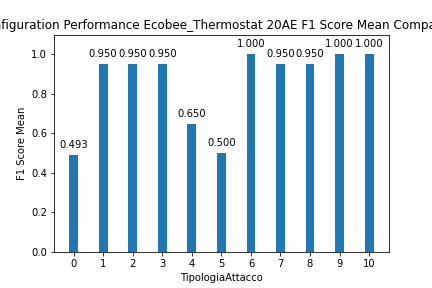 figuration Performance Ecobee_Thermostat 20AE F1 Score Mean Compa
1.000 1.000 1.000
0.950 0.950 0.950 0.950 0.950
0.650
0.493 0.500
F1 Score Mean
1.0
0.8
0.6
0.4
0.2
0.0
0 1 2 3 4 5 6 7 8 9 10
TipologiaAttacco